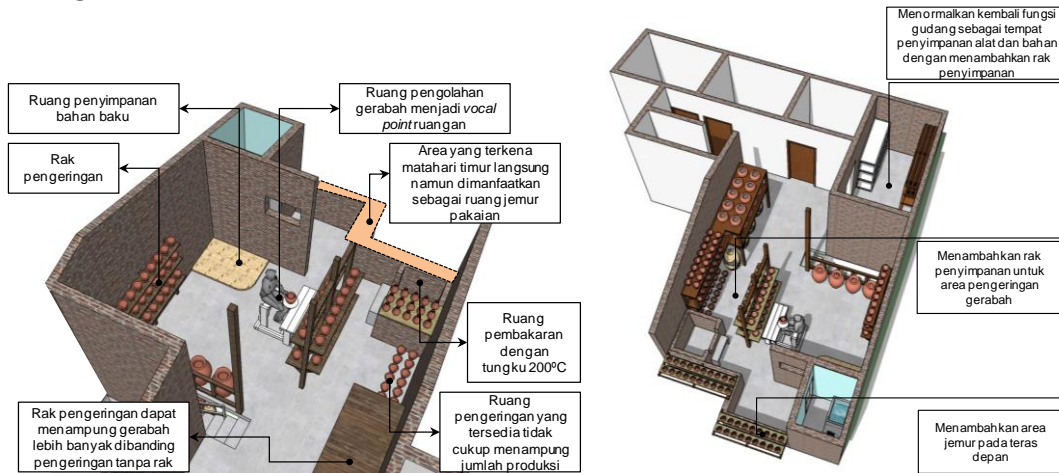 Ruang penyimpanan
bahan baku
Rak
pengeringan
Ruang pengolahan
gerabah menjadi vocal
point ruangan
Area yang terkena
matahari timur langsung
namun dimanfaatkan
sebagai ruang jemur
pakaian
Ruang
pembakaran
dengan
tungku 200ºC
Rak pengeringan dapat
menampung gerabah
lebih banyak dibanding
pengeringan tanpa rak
Ruang
pengeringan yang
tersedia tidak
cukup menampung
jumlah produksi
Menormalkan kembali fungsi
gudang sebagai tempat
penyimpanan alat dan bahan
dengan menambahkan rak
penyimpanan
Menambahkan rak
penyimpanan untuk
area pengeringan
gerabah
Menambahkan area
jemur pada teras
depan